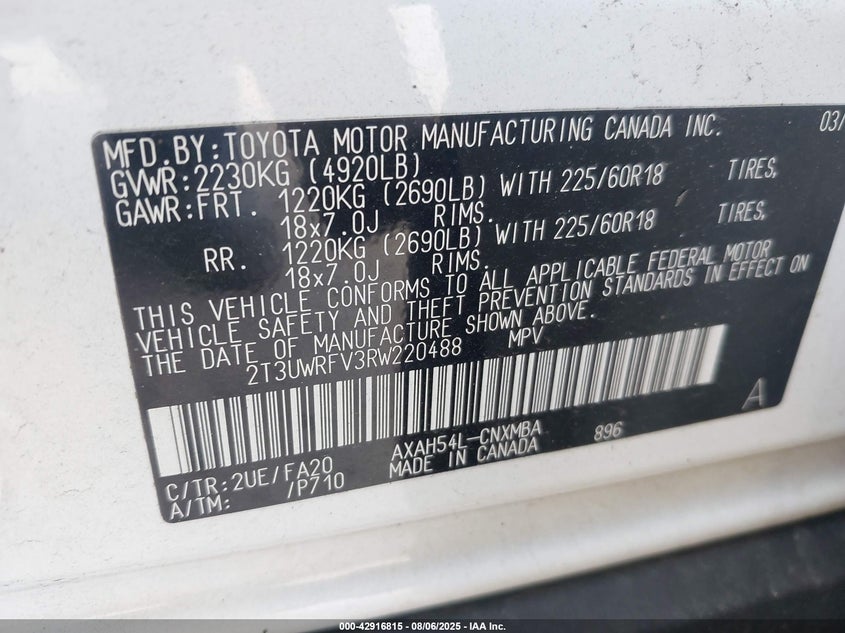 MFD.BY:TOYOTA MOTOR MANUFACTURING CANADA INC. 03/
GVWR:2230KG (4920LB)
GAWR:FRT. 1220KG (2690LB) WITH 225/60R18 TIRES,
18x7.0J RIMS.
RR. 1220KG (2690LB) WITH 225/60R18 TIRES,
18x7.0J RIMS.
THIS VEHICLE CONFORMS TO ALL APPLICABLE FEDERAL MOTOR
VEHICLE SAFETY AND THEFT PREVENTION STANDARDS IN EFFECT ON
THE DATE OF MANUFACTURE SHOWN ABOVE.
2T3UWRFV3RW220488 MPV
A
C/TR:2UE/FA20 AXAH54L-CNXMBA 896
A/TM: /P710 MADE IN CANADA
000-42916815 - 08/06/2025 - IAA Inc.